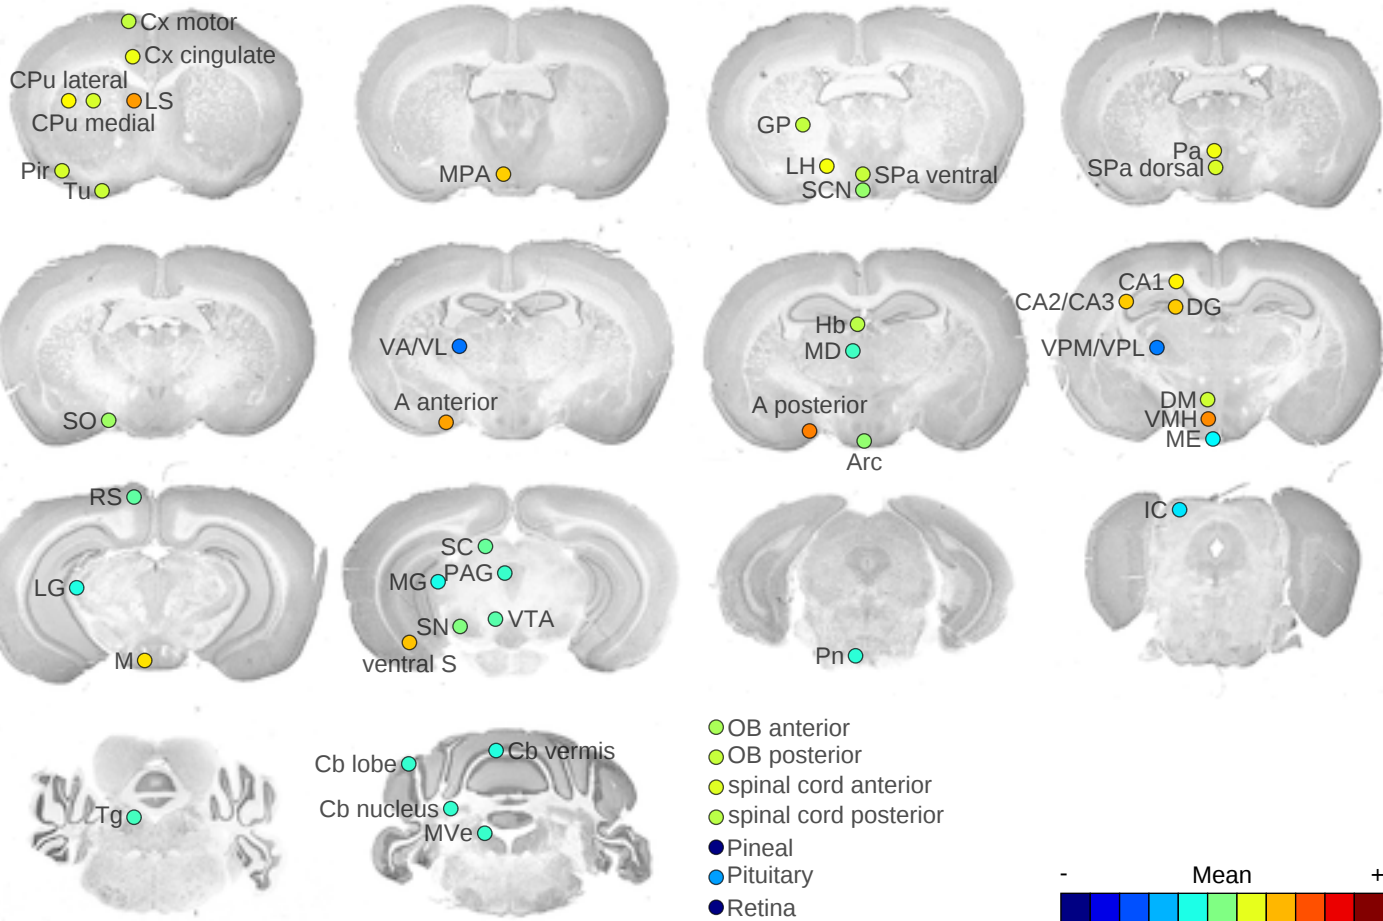 Cx motor
Cx cingulate
CPu lateral
LS
CPu medial
Pir
Tu
MPA
GP
LH
SPa ventral
SCN
Pa
SPa dorsal
SO
VA/VL
A anterior
Hb
MD
A posterior
Arc
CA1
CA2/CA3
DG
VPM/VPL
DM
VMH
ME
RS
LG
M
SC
PAG
MG
VTA
SN
ventral S
Pn
IC
Tg
Cb vermis
Cb lobe
Cb nucleus
MVe
OB anterior
OB posterior
spinal cord anterior
spinal cord posterior
Pineal
Pituitary
Retina
- Mean +